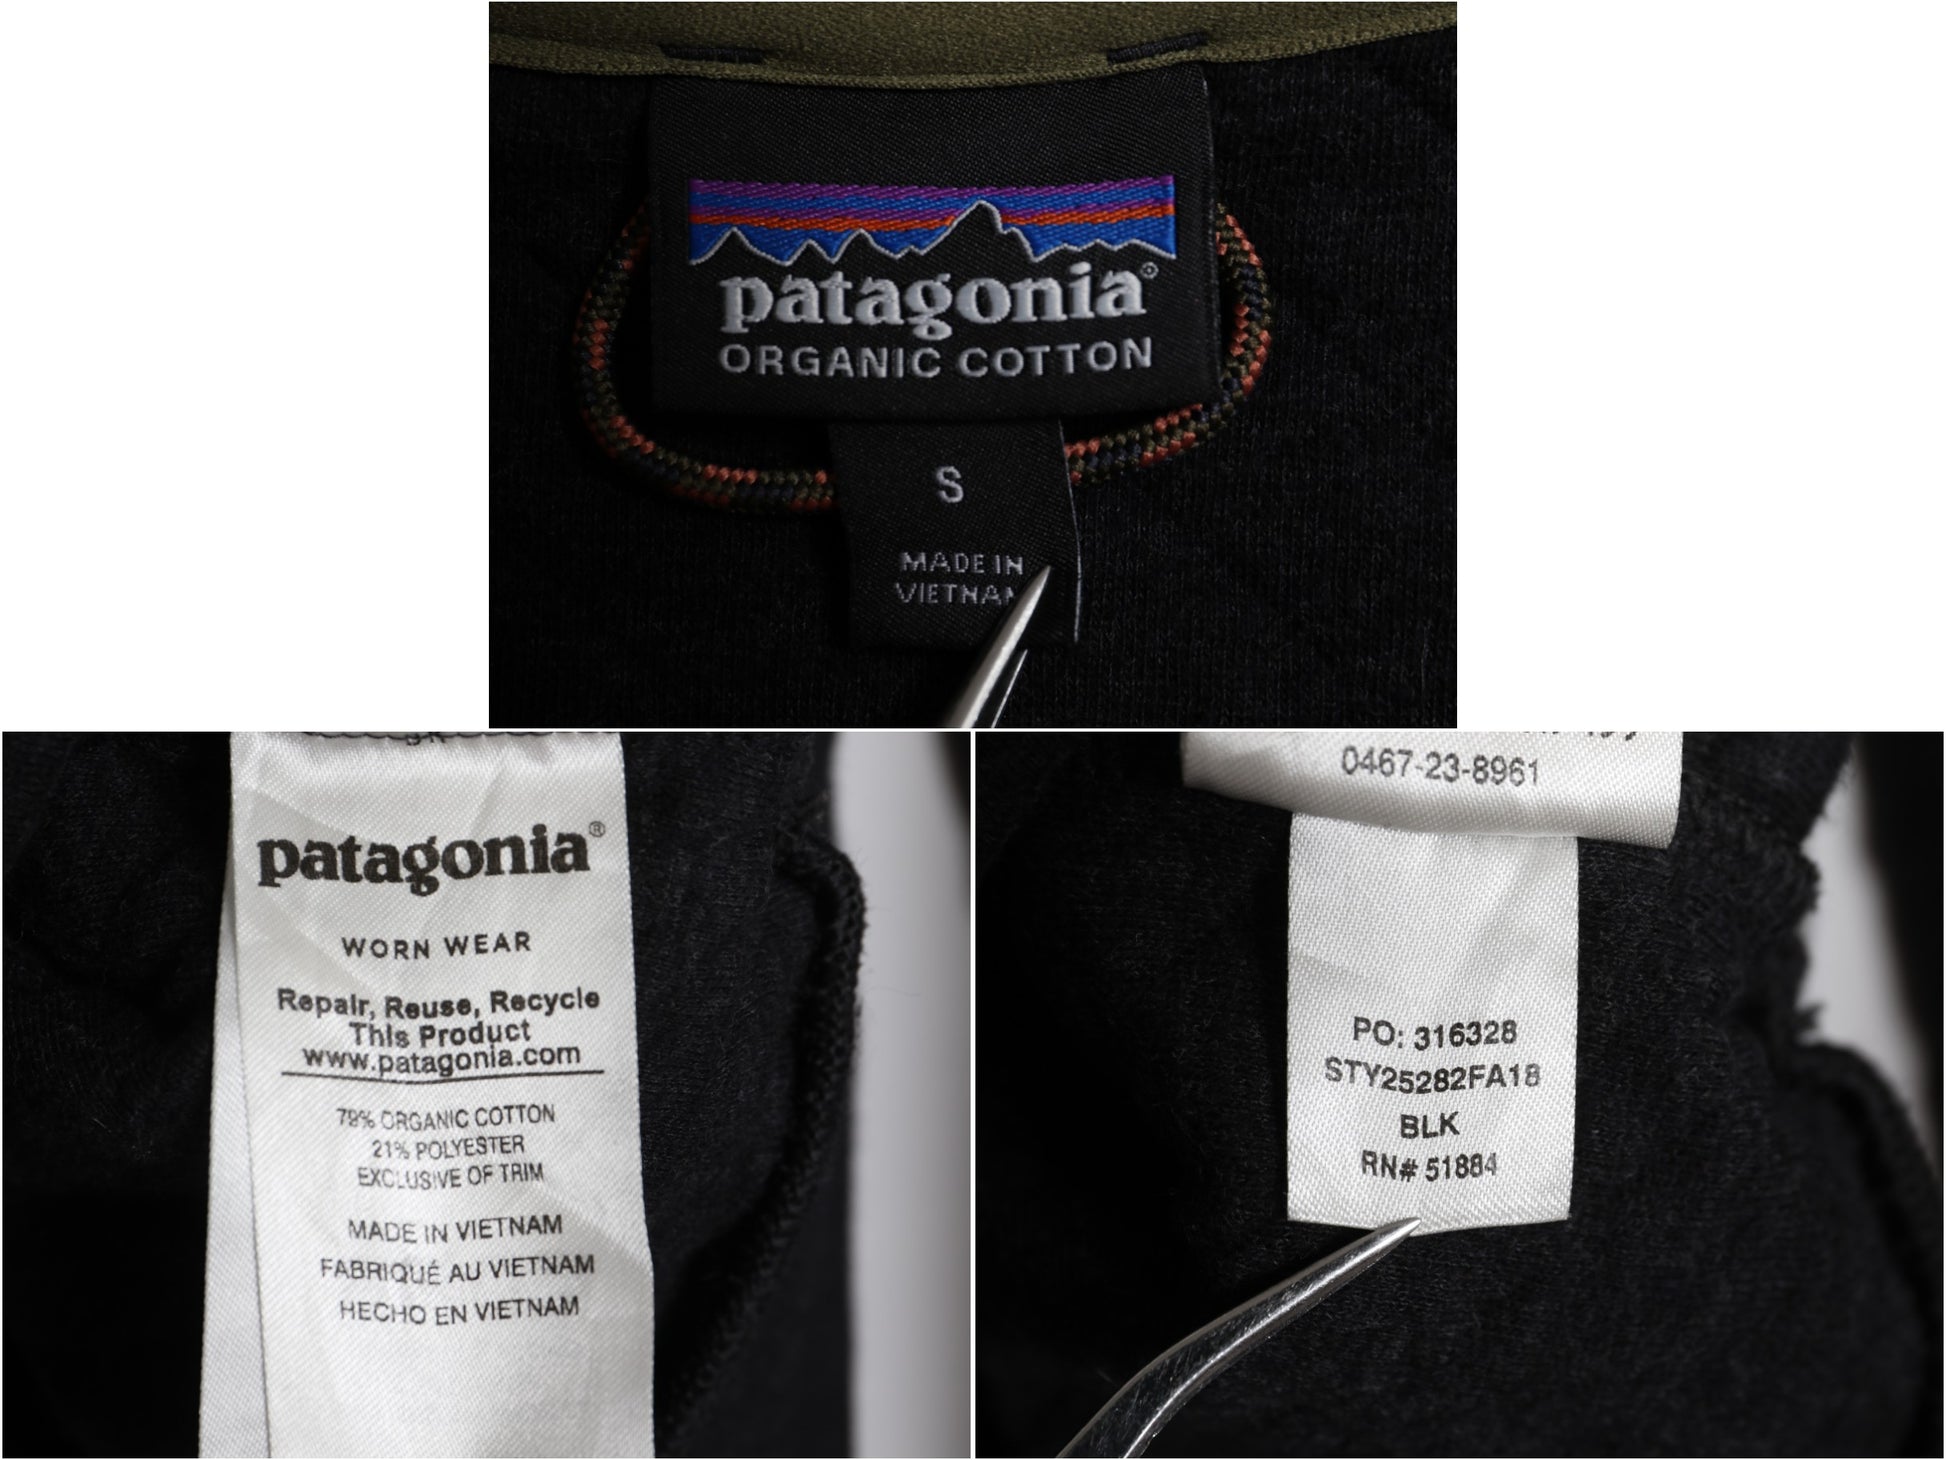 patagonia®
ORGANIC COTTON
S
MADE IN
VIETNAM
patagonia®
WORN WEAR
Repair, Reuse, Recycle
This Product
www.patagonia.com
79% ORGANIC COTTON
21% POLYESTER
EXCLUSIVE OF TRIM
MADE IN VIETNAM
FABRIQUÉ AU VIETNAM
HECHO EN VIETNAM
0467-23-8961
PO: 316328
STY25282FA18
BLK
RN# 51884